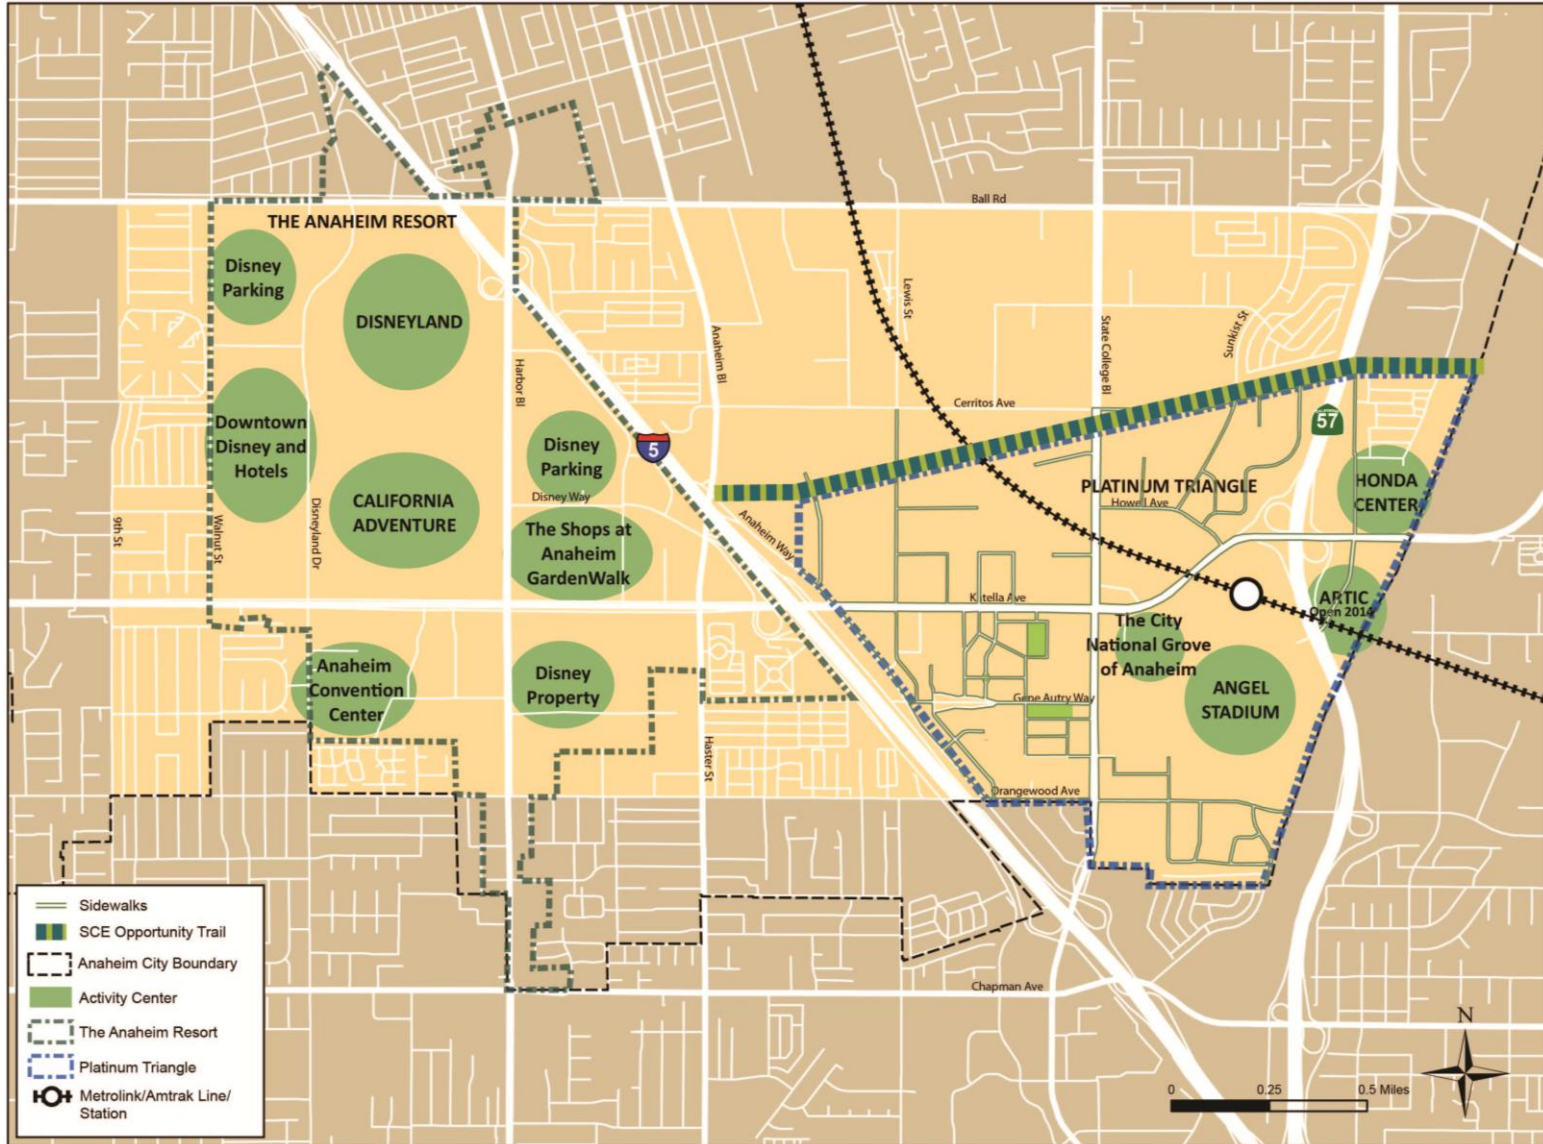 Ball Rd
THE ANAHEIM RESORT
Disney
Parking
DISNEYLAND
Lewis St
State College Bl
Sunkist St
Anaheim Bl
Harbor Bl
Cerritos Ave
57
5
Downtown
Disney and
Hotels
Disney
Parking
CALIFORNIA
ADVENTURE
Disney Way
PLATINUM TRIANGLE
Howell Ave
HONDA
CENTER
9th St
Walnut St
Disneyland Dr
The Shops at
Anaheim
GardenWalk
Anaheim Way
Katella Ave
ARTIC
Open 2014
The City
National Grove
of Anaheim
Anaheim
Convention
Center
Disney
Property
Gene Autry Way
ANGEL
STADIUM
Haster St
Orangewood Ave
Chapman Ave
Sidewalks
SCE Opportunity Trail
Anaheim City Boundary
Activity Center
The Anaheim Resort
Platinum Triangle
Metrolink/Amtrak Line/
Station
N
0 0.25 0.5 Miles